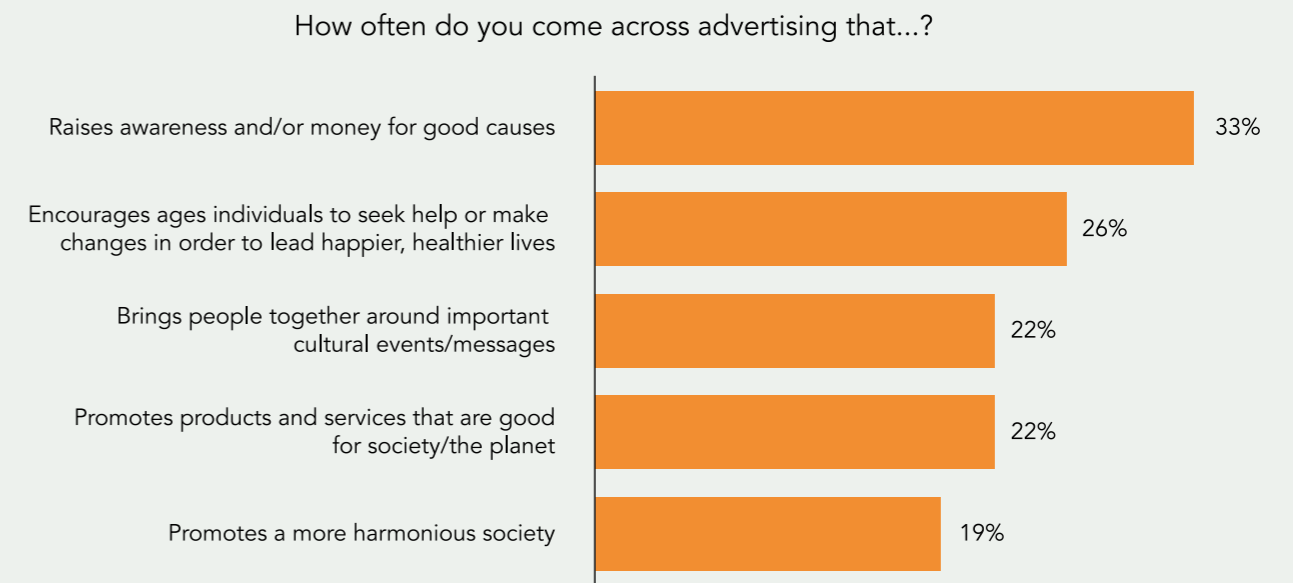 How often do you come across advertising that...?
Raises awareness and/or money for good causes
33%
Encourages ages individuals to seek help or make
changes in order to lead happier, healthier lives
26%
Brings people together around important
cultural events/messages
22%
Promotes products and services that are good
for society/the planet
22%
Promotes a more harmonious society
19%